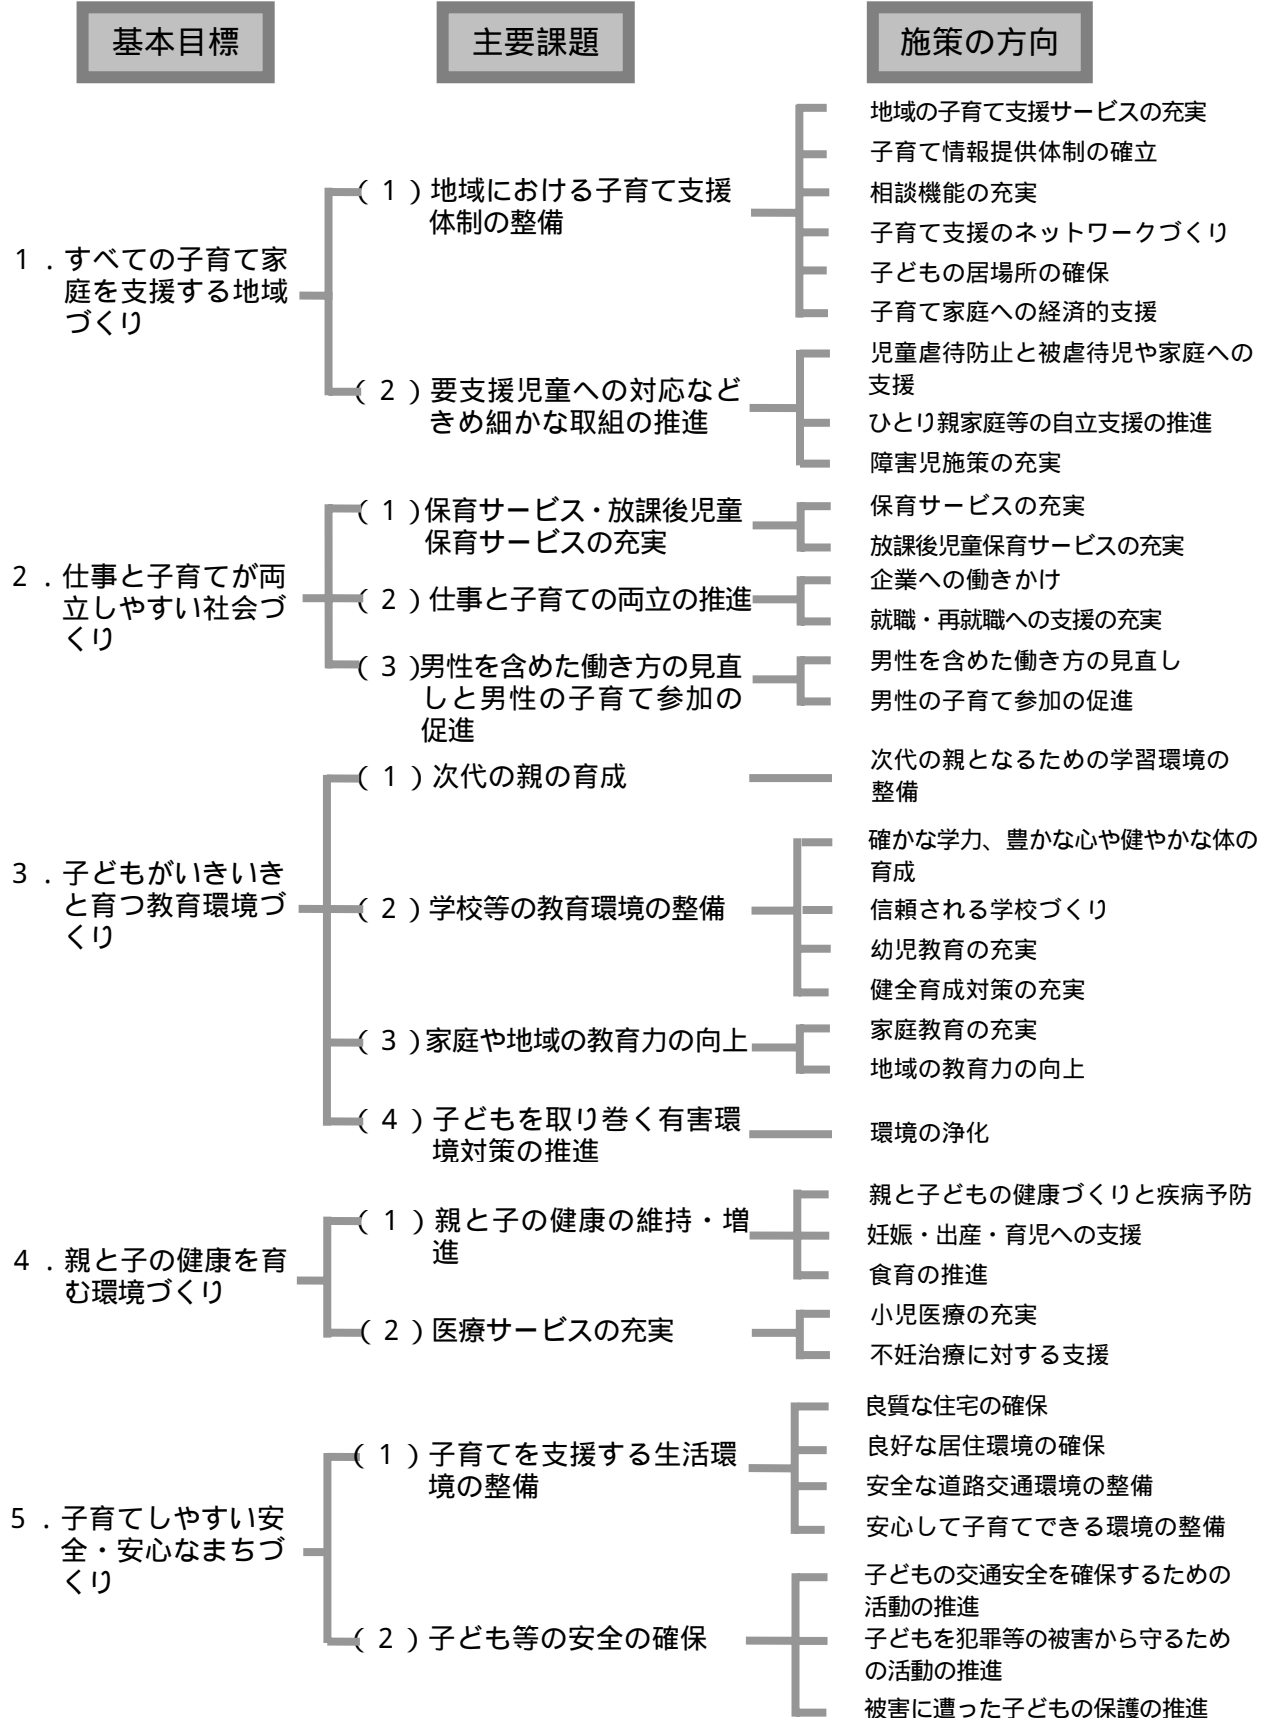 基本目標
主要課題
施策の方向
1．すべての子育て家
庭を支援する地域
づくり
(1)地域における子育て支援
体制の整備
地域の子育て支援サービスの充実
子育て情報提供体制の確立
相談機能の充実
子育て支援のネットワークづくり
子どもの居場所の確保
子育て家庭への経済的支援
(2)要支援児童への対応など
きめ細かな取組の推進
児童虐待防止と被虐待児や家庭への
支援
ひとり親家庭等の自立支援の推進
障害児施策の充実
2．仕事と子育てが両
立しやすい社会づ
くり
(1)保育サービス・放課後児童
保育サービスの充実
保育サービスの充実
放課後児童保育サービスの充実
(2)仕事と子育ての両立の推進
企業への働きかけ
就職・再就職への支援の充実
(3)男性を含めた働き方の見直
しと男性の子育て参加の
促進
男性を含めた働き方の見直し
男性の子育て参加の促進
3．子どもがいきいき
と育つ教育環境づ
くり
(1)次代の親の育成
次代の親となるための学習環境の
整備
(2)学校等の教育環境の整備
確かな学力、豊かな心や健やかな体の
育成
信頼される学校づくり
幼児教育の充実
健全育成対策の充実
(3)家庭や地域の教育力の向上
家庭教育の充実
地域の教育力の向上
(4)子どもを取り巻く有害環
境対策の推進
環境の浄化
4．親と子の健康を育
む環境づくり
(1)親と子の健康の維持・増
進
親と子どもの健康づくりと疾病予防
妊娠・出産・育児への支援
食育の推進
(2)医療サービスの充実
小児医療の充実
不妊治療に対する支援
5．子育てしやすい安
全・安心なまちづ
くり
(1)子育てを支援する生活環
境の整備
良質な住宅の確保
良好な居住環境の確保
安全な道路交通環境の整備
安心して子育てできる環境の整備
(2)子ども等の安全の確保
子どもの交通安全を確保するための
活動の推進
子どもを犯罪等の被害から守るため
の活動の推進
被害に遭った子どもの保護の推進